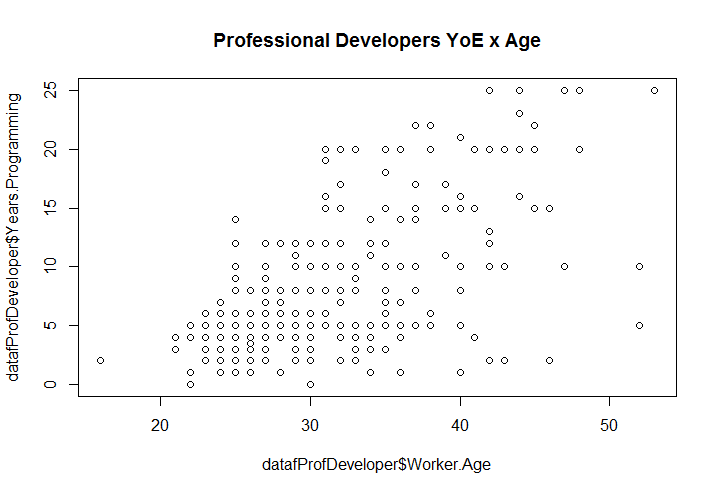 Professional Developers YoE x Age
datafProfDeveloper$Years.Programming
25
20
15
10
5
0
20 30 40 50
datafProfDeveloper$Worker.Age